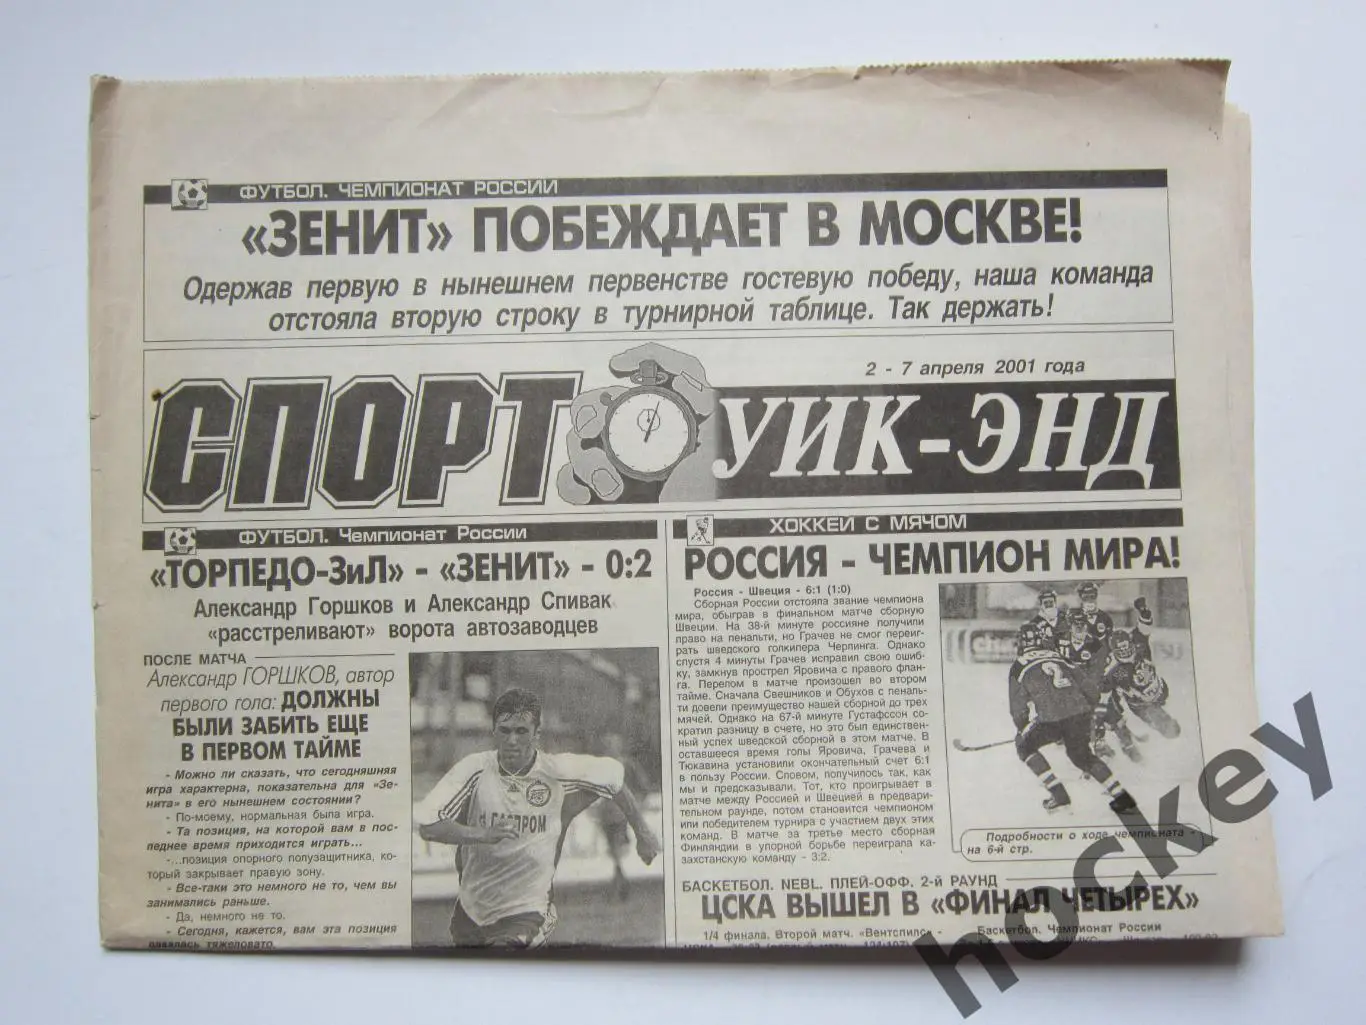 ФУТБОЛ. ЧЕМПИОНАТ РОССИИ
«ЗЕНИТ» ПОБЕЖДАЕТ В МОСКВЕ!
Одержав первую в нынешнем первенстве гостевую победу, наша команда
отстояла вторую строку в турнирной таблице. Так держать!
2 - 7 апреля 2001 года
СПОРТ УИК-ЭНД
ФУТБОЛ. Чемпионат России
«ТОРПЕДО-ЗиЛ» - «ЗЕНИТ» - 0:2
Александр Горшков и Александр Спивак
«расстреливают» ворота автозаводцев
ПОСЛЕ МАТЧА
Александр ГОРШКОВ, автор
первого гола: ДОЛЖНЫ
БЫЛИ ЗАБИТЬ ЕЩЕ
В ПЕРВОМ ТАЙМЕ
- Можно ли сказать, что сегодняшняя
игра характерна, показательна для «Зе-
нита» в его нынешнем состоянии?
- По-моему, нормальная была игра.
- Та позиция, на которой вам в пос-
леднее время приходится играть...
-...позиция опорного полузащитника, ко-
торый закрывает правую зону.
- Все-таки это немного не то, чем вы
занимались раньше.
- Да, немного не то.
- Сегодня, кажется, вам эта позиция
удалась тяжеловато.
ГАЗПРОМ
ХОККЕЙ С МЯЧОМ
РОССИЯ - ЧЕМПИОН МИРА!
Россия - Швеция - 6:1 (1:0)
Сборная России отстояла звание чемпиона
мира, обыграв в финальном матче сборную
Швеции. На 38-й минуте россияне получили
право на пенальти, но Грачев не смог переиг-
рать шведского голкипера Черпинга. Однако
спустя 4 минуты Грачев исправил свою ошиб-
ку, замкнув прострел Яровича с правого флан-
га. Перелом в матче произошел во втором
тайме. Сначала Свешников и Обухов с пеналь-
ти довели преимущество нашей сборной до трех
мячей. Однако на 67-й минуте Густафссон со-
кратил разницу в счете, но это был единствен-
ный успех шведской сборной в этом матче. В
оставшееся время голы Яровича, Грачева и
Тюкавина установили окончательный счет 6:1
в пользу России. Словом, получилось так, как
мы и предсказывали. Тот, кто проигрывает в
матче между Россией и Швецией в предвари-
тельном раунде, потом становится чемпионом
или победителем турнира с участием двух этих
команд. В матче за третье место сборная
Финляндии в упорной борьбе переиграла ка-
захстанскую команду - 3:2.
2
Подробности о ходе чемпионата -
на 6-й стр.
БАСКЕТБОЛ. NEBL. ПЛЕЙ-ОФФ. 2-й РАУНД
ЦСКА ВЫШЕЛ В «ФИНАЛ ЧЕТЫРЕХ»
1/4 финала. Второй матч. «Вентспилс» -
Баскетбол. Чемпионат России
hockey